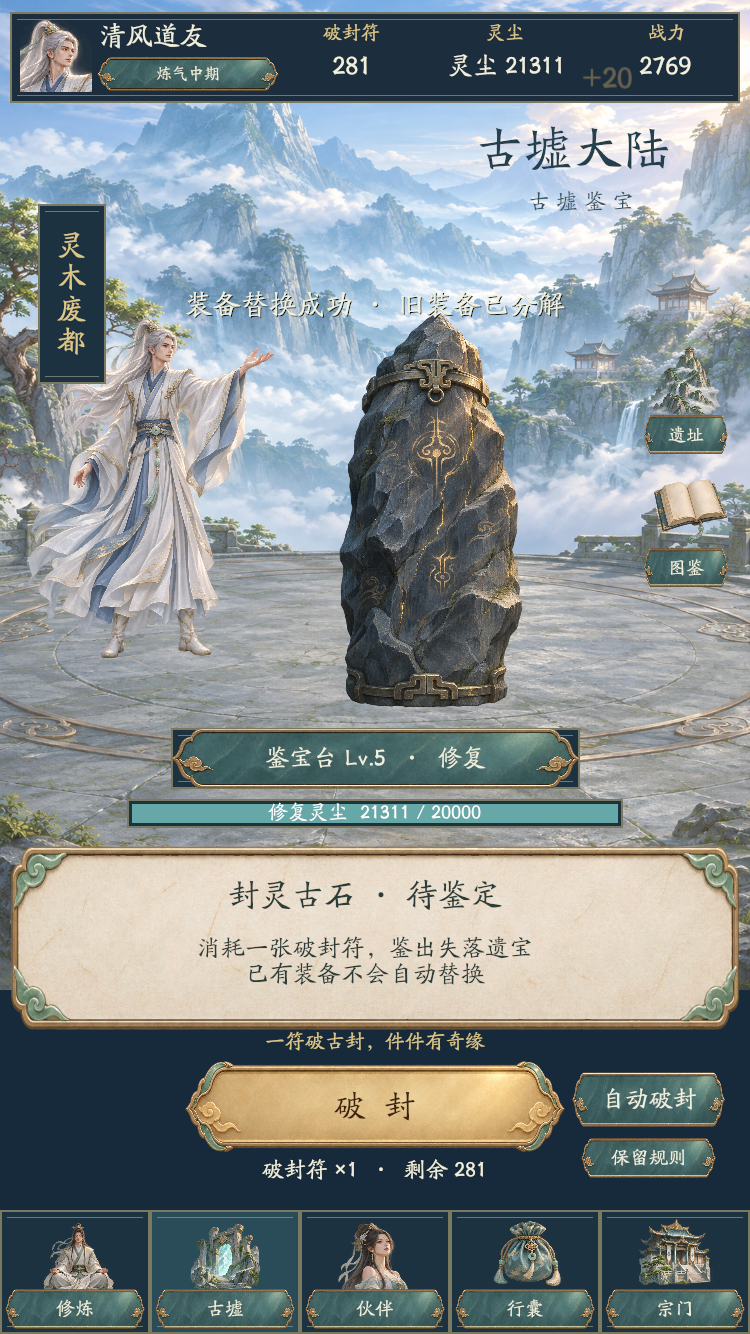 清风道友
炼气中期
破封符
281
灵尘
灵尘 21311
+20
战力
2769
古墟大陆
古墟鉴宝
灵木废都
装备替换成功 · 旧装备已分解
遗址
图鉴
鉴宝台 Lv.5 · 修复
修复灵尘 21311 / 20000
封灵古石 · 待鉴定
消耗一张破封符，鉴出失落遗宝
已有装备不会自动替换
一符破古封，件件有奇缘
破封
自动破封
破封符 ×1 · 剩余 281
保留规则
修炼
古墟
伙伴
行囊
宗门